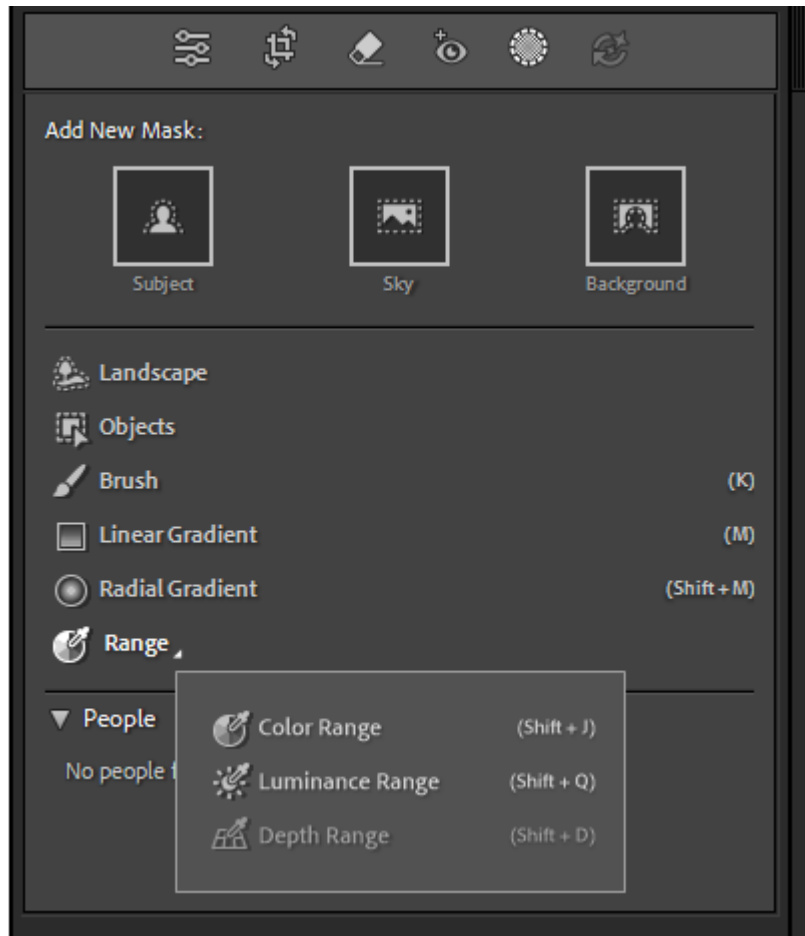 Add New Mask:
Subject Sky Background
Landscape
Objects
Brush (K)
Linear Gradient (M)
Radial Gradient (Shift + M)
Range
People
Color Range (Shift + J)
No people
Luminance Range (Shift + Q)
Depth Range (Shift + D)